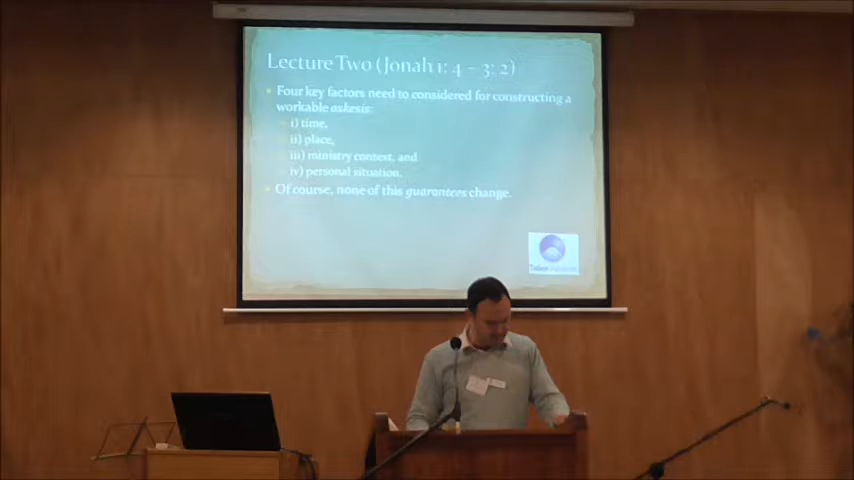 Lecture Two (Jonah 1: 4 – 3: 2)
Four key factors need to considered for constructing a
workable askesis:
i) time,
ii) place,
iii) ministry context, and
iv) personal situation.
Of course, none of this guarantees change.
Tabor